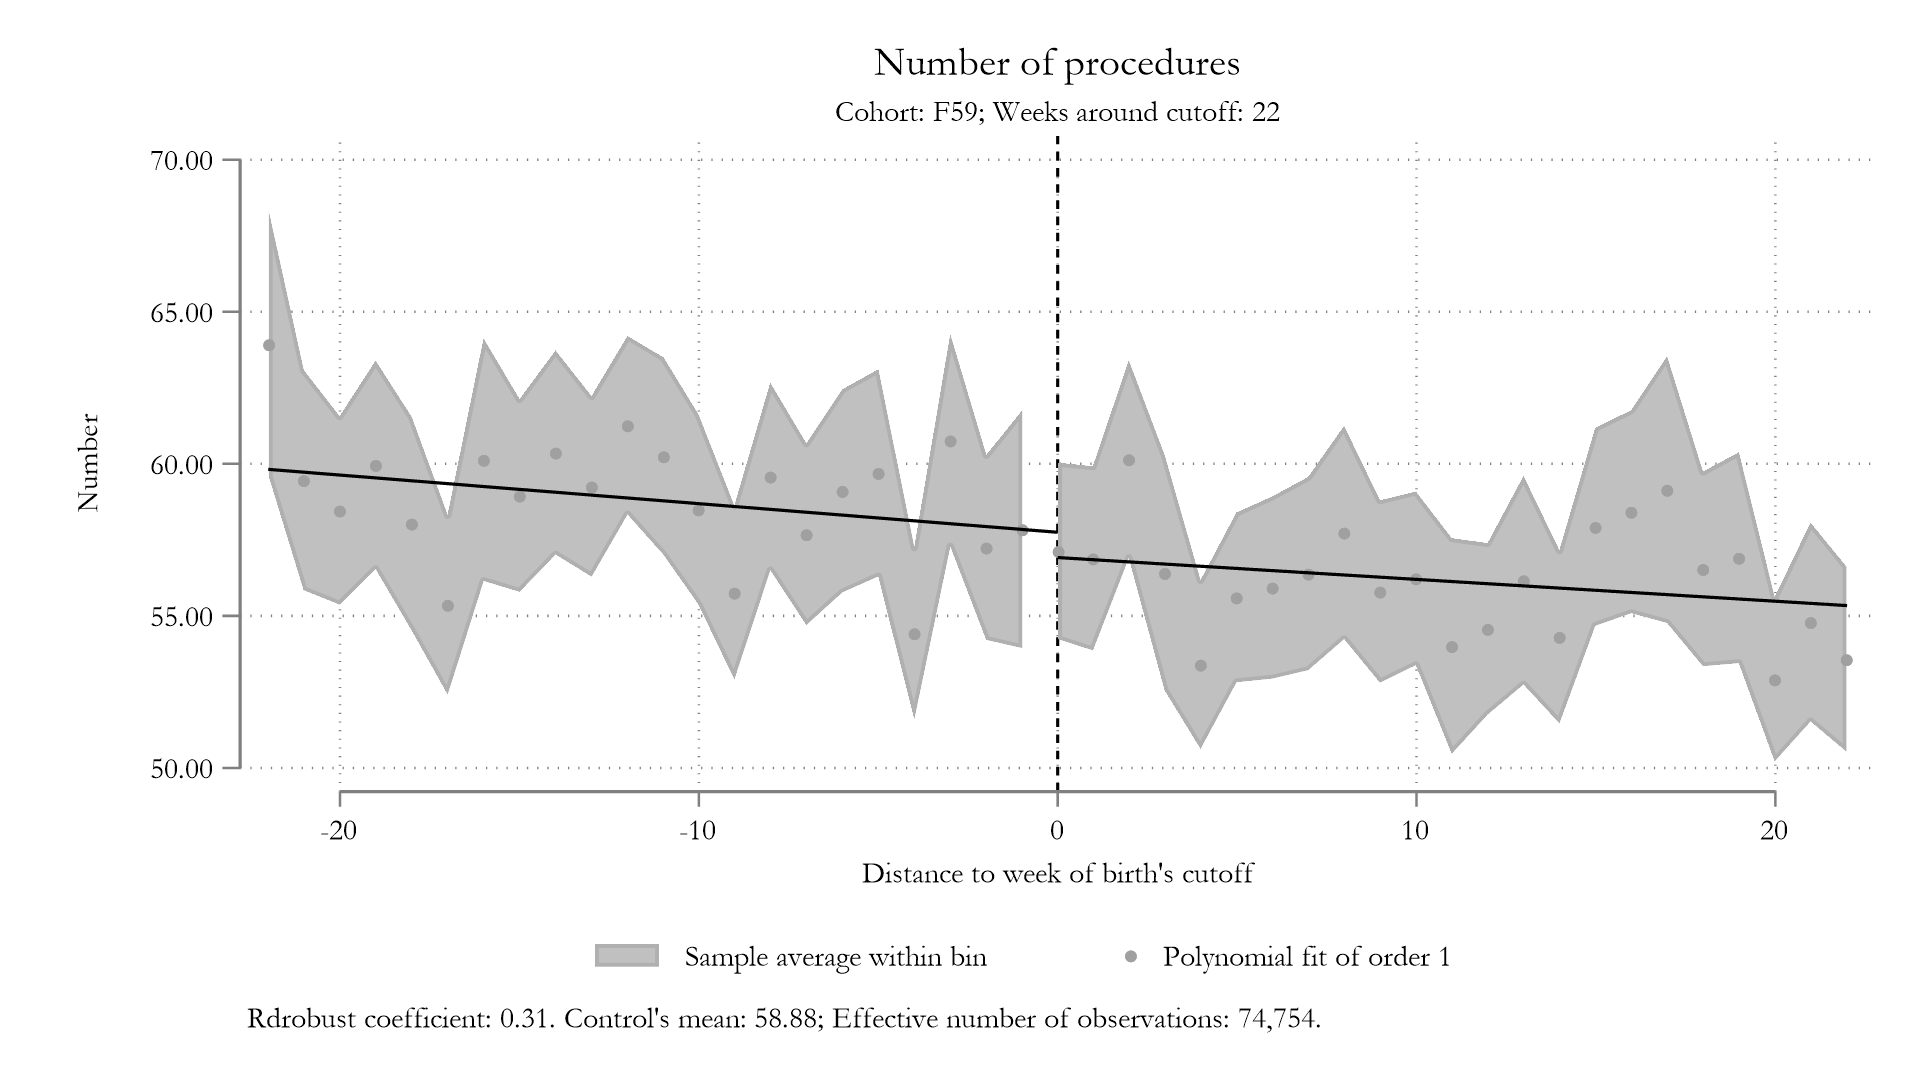 Number of procedures
Cohort: F59; Weeks around cutoff: 22
70.00
65.00
60.00
55.00
50.00
Number
-20 -10 0 10 20
Distance to week of birth's cutoff
Sample average within bin Polynomial fit of order 1
Rdrobust coefficient: 0.31. Control's mean: 58.88; Effective number of observations: 74,754.